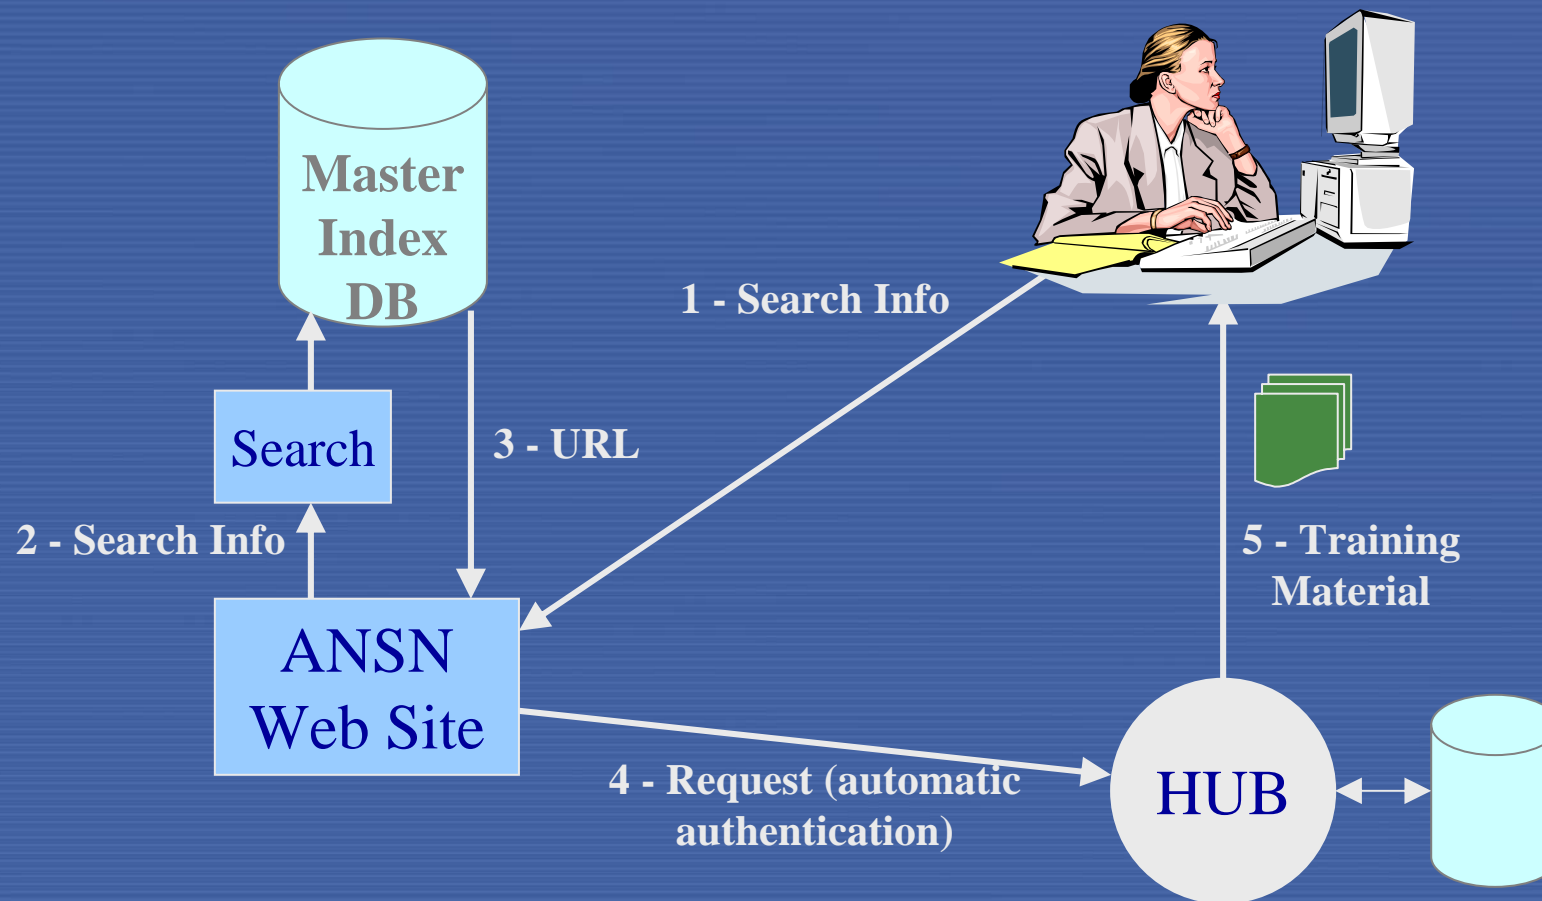 Master
Index
DB
1 - Search Info
Search
3 - URL
2 - Search Info
5 - Training
Material
ANSN
Web Site
4 - Request (automatic
authentication)
HUB